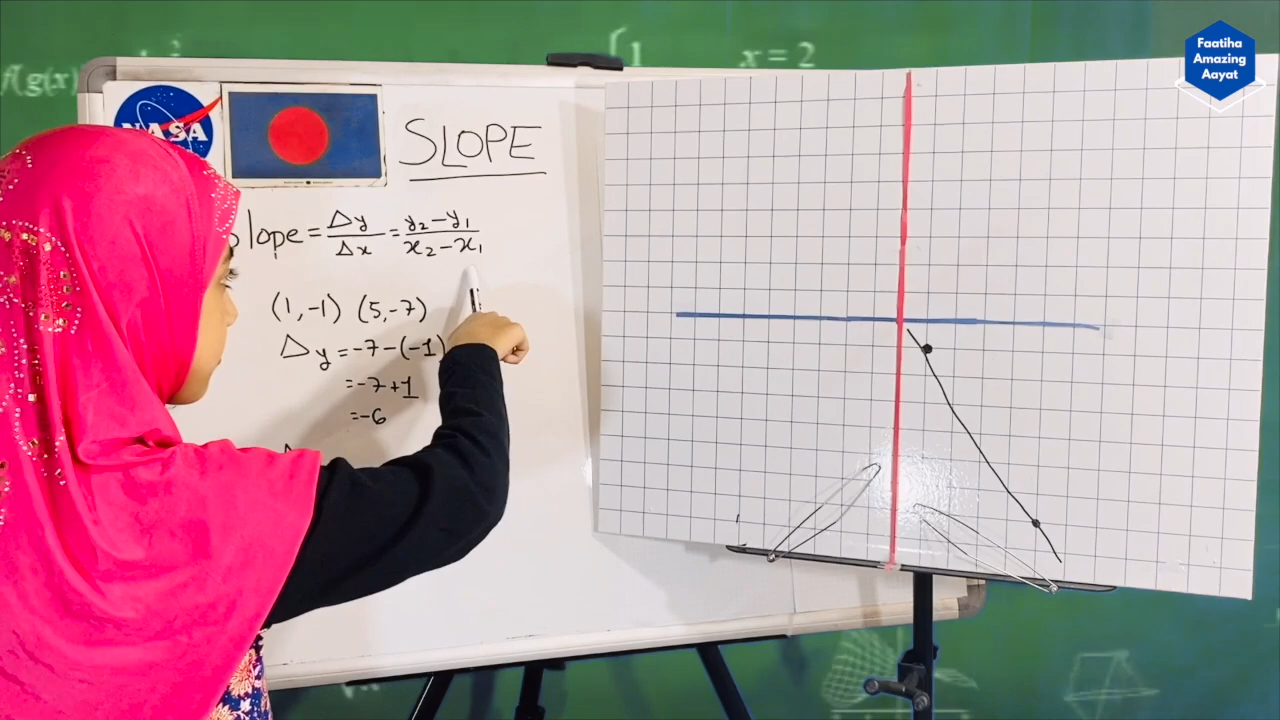 Faatiha
Amazing
Aayat
x = 2
f(g(x)
NASA
SLOPE
Slope = Δy/Δx = y₂-y₁/x₂-x₁
(1,-1) (5,-7)
Δy = -7-(-1)
= -7+1
= -6